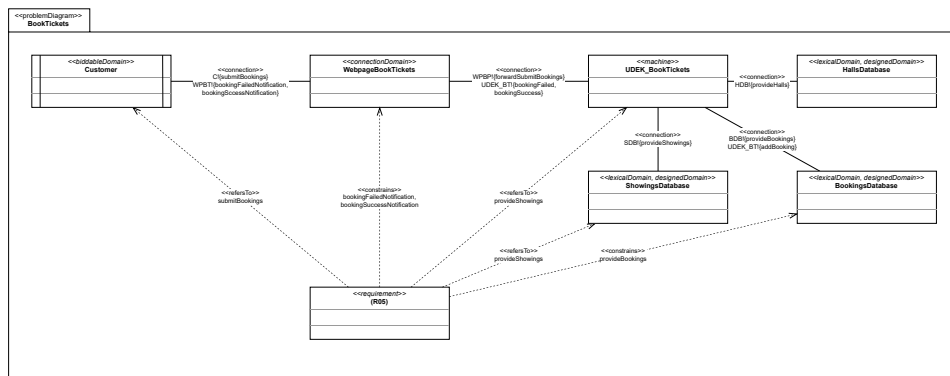 <<problemDiagram>>
BookTickets
<<biddableDomain>>
Customer
<<connection>>
C!{submitBookings}
WPBT!{bookingFailedNotification,
bookingSccessNotification}
<<connectionDomain>>
WebpageBookTickets
<<connection>>
WPBP!{forwardSubmitBookings}
UDEK_BT!{bookingFailed,
bookingSuccess}
<<machine>>
UDEK_BookTickets
<<connection>>
HDB!{provideHalls}
<<lexicalDomain, designedDomain>>
HallsDatabase
<<connection>>
SDB!{provideShowings}
<<connection>>
BDB!{provideBookings}
UDEK_BT!{addBooking}
<<lexicalDomain, designedDomain>>
ShowingsDatabase
<<lexicalDomain, designedDomain>>
BookingsDatabase
<<refersTo>>
submitBookings
<<constrains>>
bookingFailedNotification,
bookingSuccessNotification
<<refersTo>>
provideShowings
<<refersTo>>
provideShowings
<<constrains>>
provideBookings
<<requirement>>
(R05)